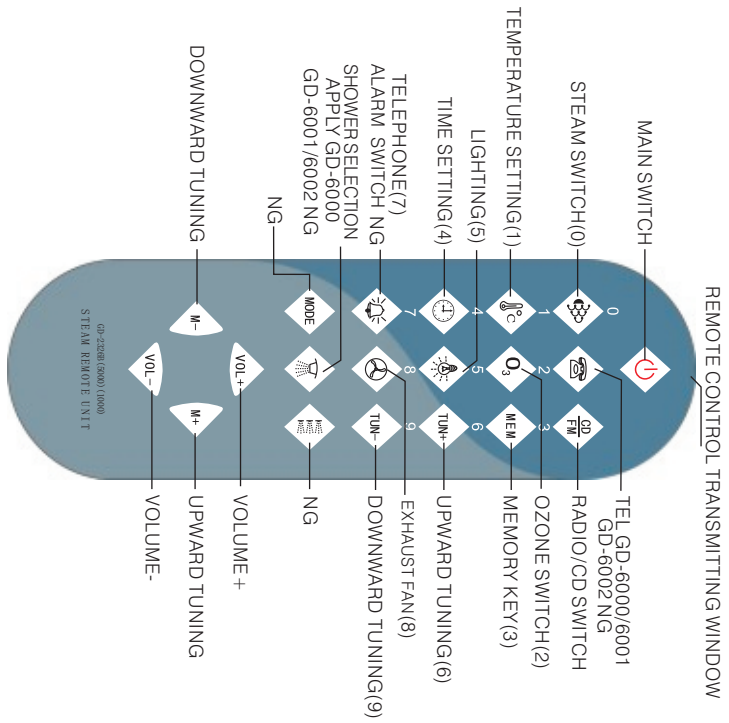 REMOTE CONTROL TRANSMITTING WINDOW
MAIN SWITCH
STEAM SWITCH(0)
TEMPERATURE SETTING(1)
TIME SETTING(4)
LIGHTING(5)
TELEPHONE(7)
ALARM SWITCH NG
SHOWER SELECTION
APPLY GD-6000
GD-6001/6002 NG
NG
DOWNWARD TUNING
0
CD
FM
1
2
3
°C
O3
MEM
4
5
6
TUN+
7
8
9
TUN-
MODE
VOL+
M-
M+
VOL-
GD-2326B(5000)(1000)
STEAM REMOTE UNIT
TEL GD-6000/6001
GD-6002 NG
RADIO/CD SWITCH
OZONE SWITCH(2)
MEMORY KEY(3)
UPWARD TUNING(6)
EXHAUST FAN(8)
DOWNWARD TUNING(9)
NG
VOLUME +
UPWARD TUNING
VOLUME-